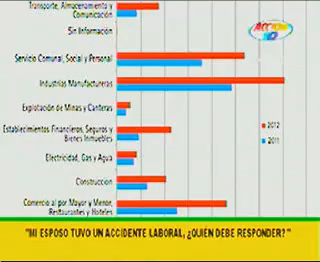 Transporte, Almacenamiento y
Comunicación
Sin Información
ACCIÓN
10
Servicio Comunal, Social y Personal
Industrias Manufactureras
Explotación de Minas y Canteras
Establecimientos Financieros, Seguros y
Bienes Inmuebles
2012
2011
Electricidad, Gas y Agua
Construcción
Comercio al por Mayor y Menor,
Restaurantes y Hoteles
"MI ESPOSO TUVO UN ACCIDENTE LABORAL, ¿QUIÉN DEBE RESPONDER?"